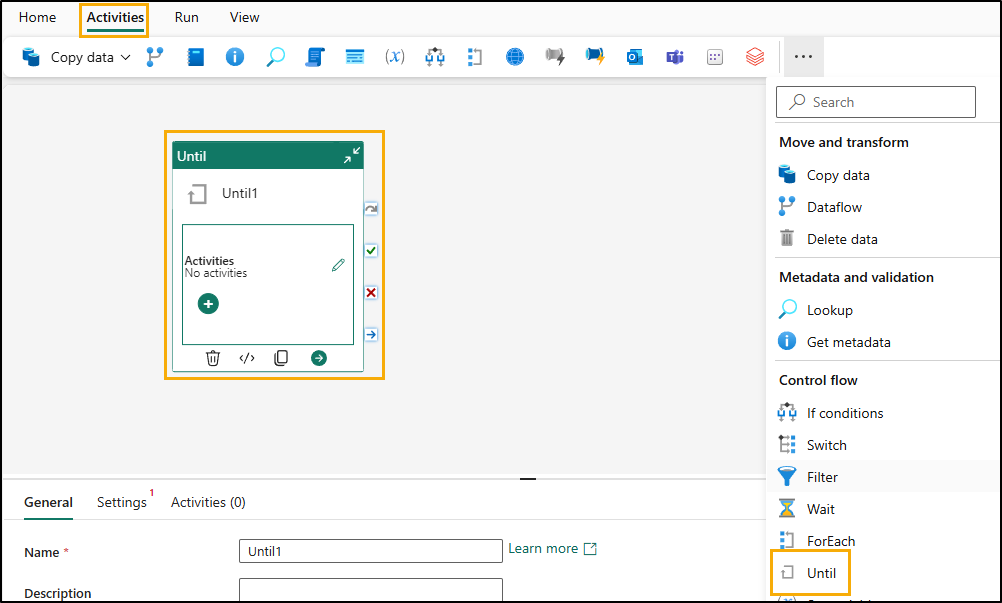 Home Activities Run View
Copy data (x)
Search
Move and transform
Copy data
Dataflow
Delete data
Metadata and validation
Lookup
Get metadata
Control flow
If conditions
Switch
Filter
Wait
ForEach
Until
Until
Until1
Activities
No activities
General Settings 1 Activities (0)
Name * Until1 Learn more
Description